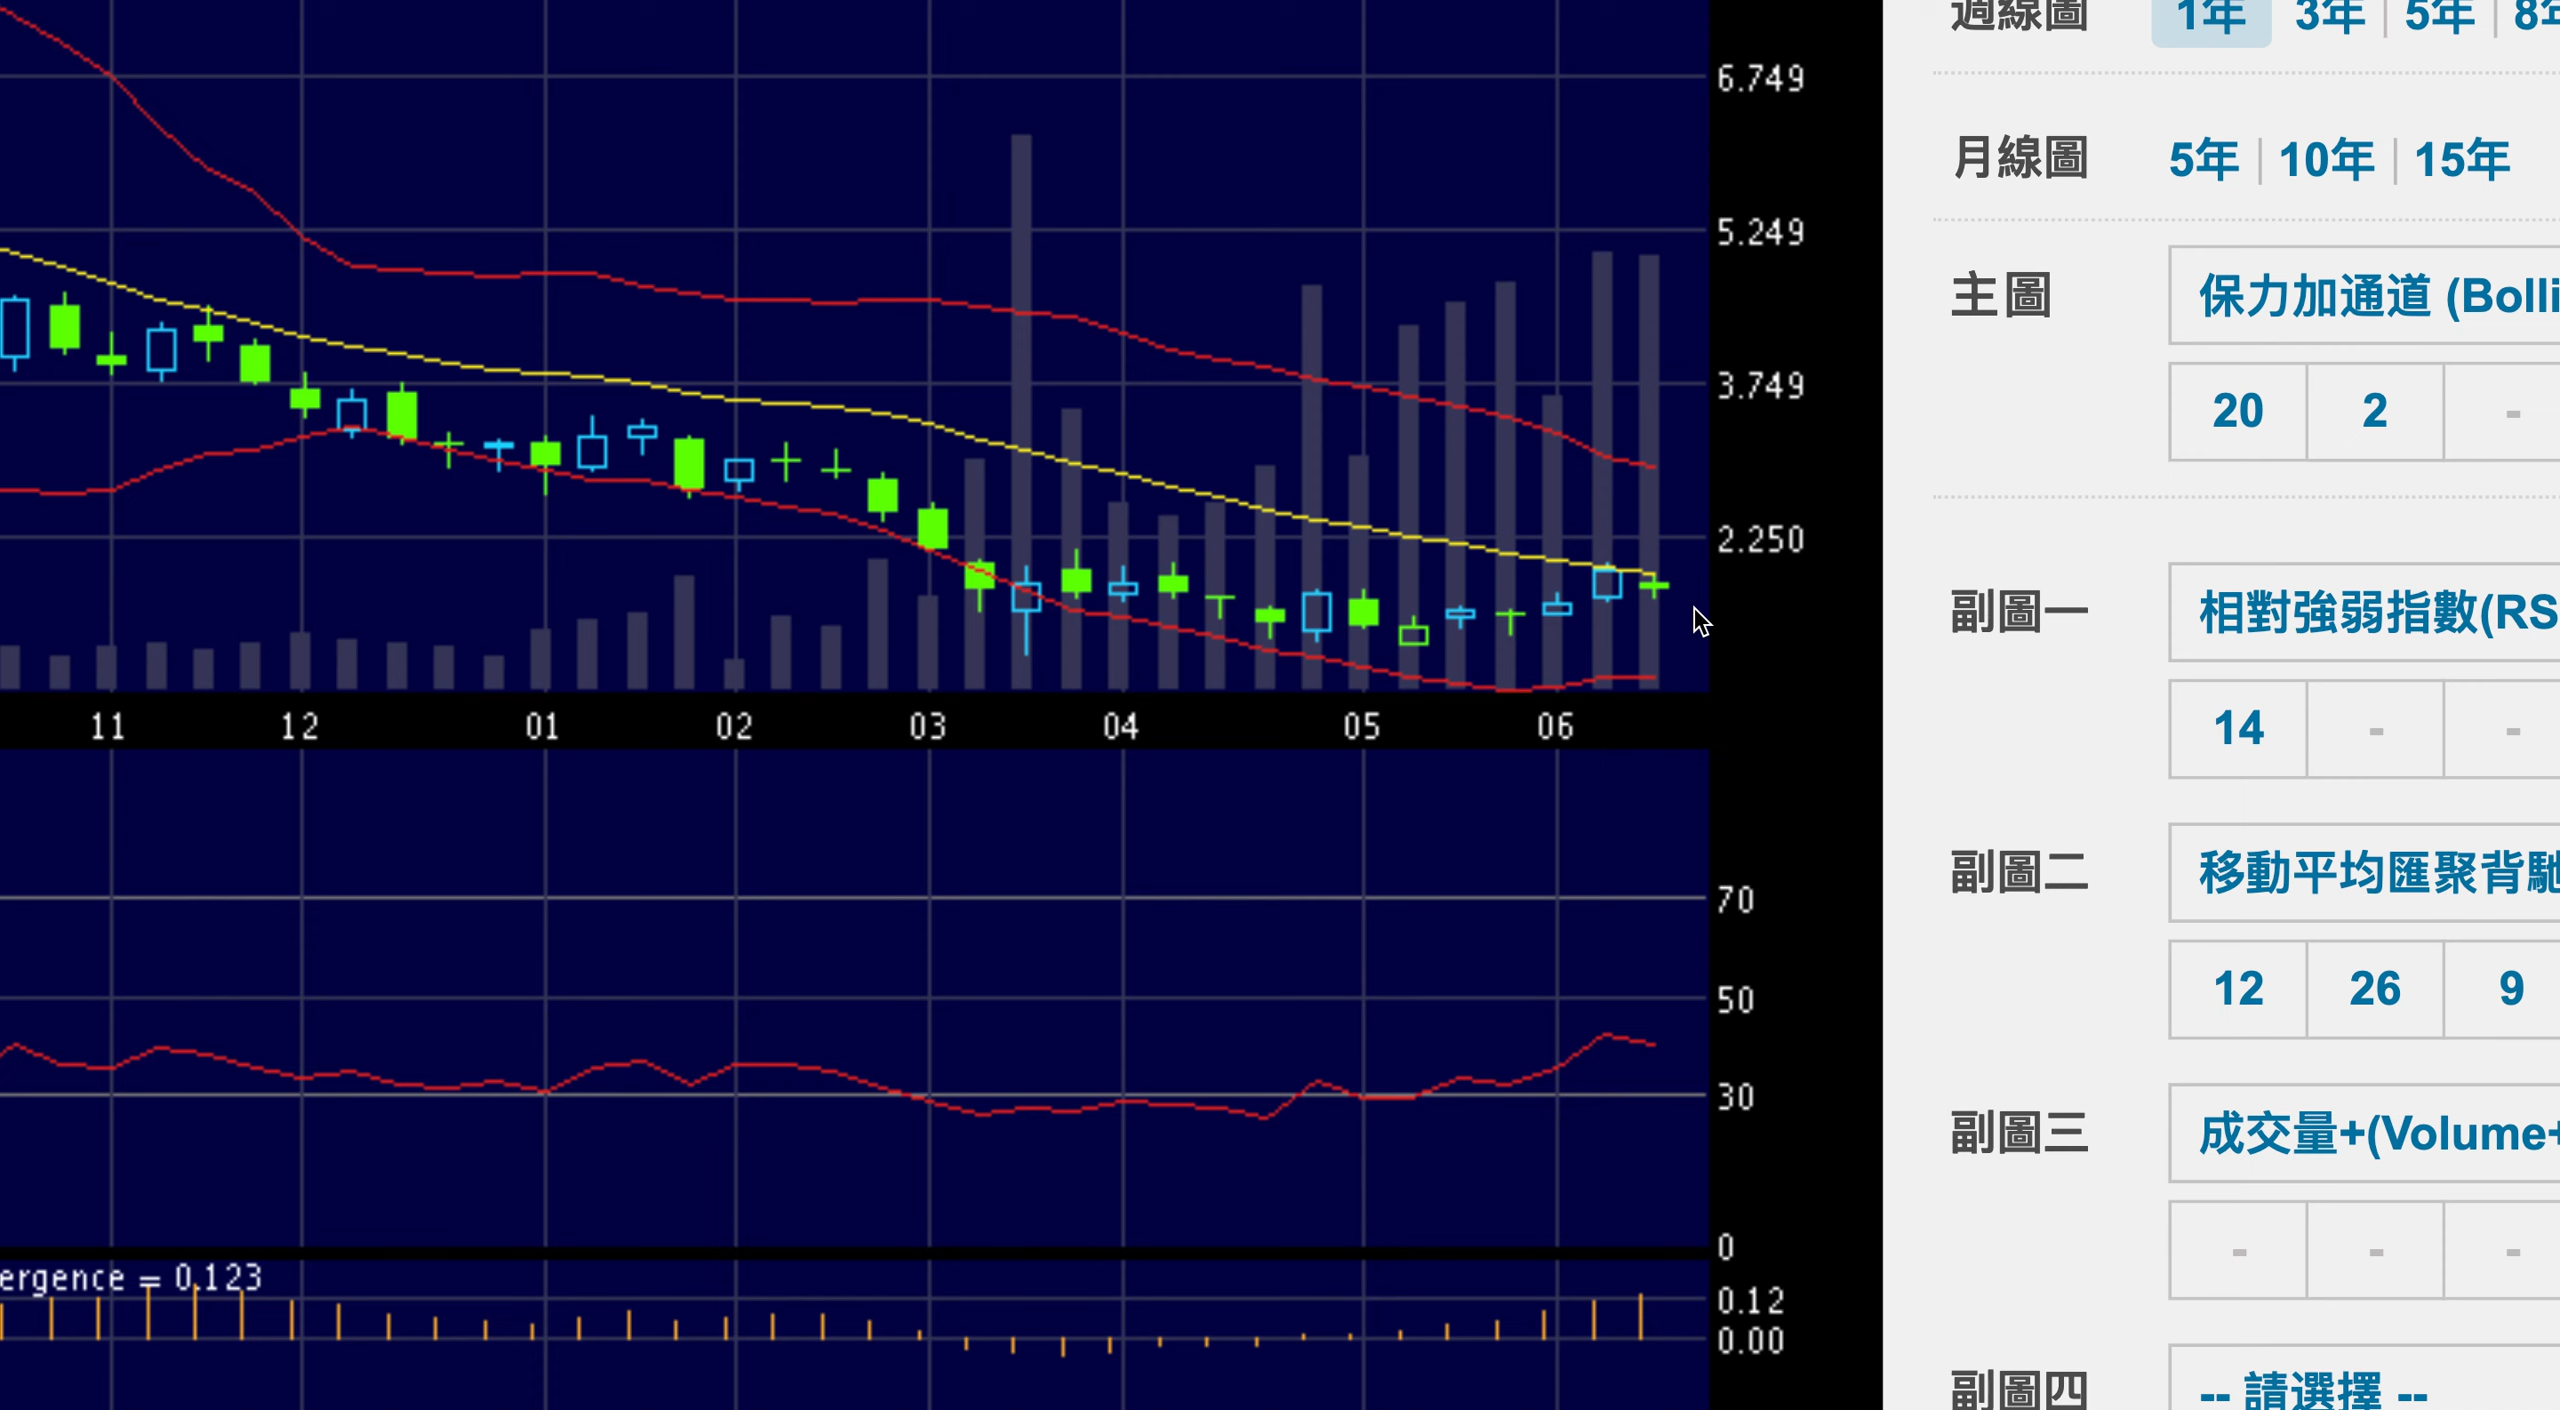 週線圖 1年 3年 5年
6.749
月線圖 5年 10年 15年
5.249
主圖 保力加通道 (Bolli
3.749
20 2 -
2.250
副圖一 相對強弱指數(RS
11 12 01 02 03 04 05 06
14 - -
副圖二 移動平均匯聚背馳
70
12 26 9
50
30
副圖三 成交量+(Volume+
0
- - -
ergence = 0.123
0.12
0.00
副圖四 -- 請選擇 --